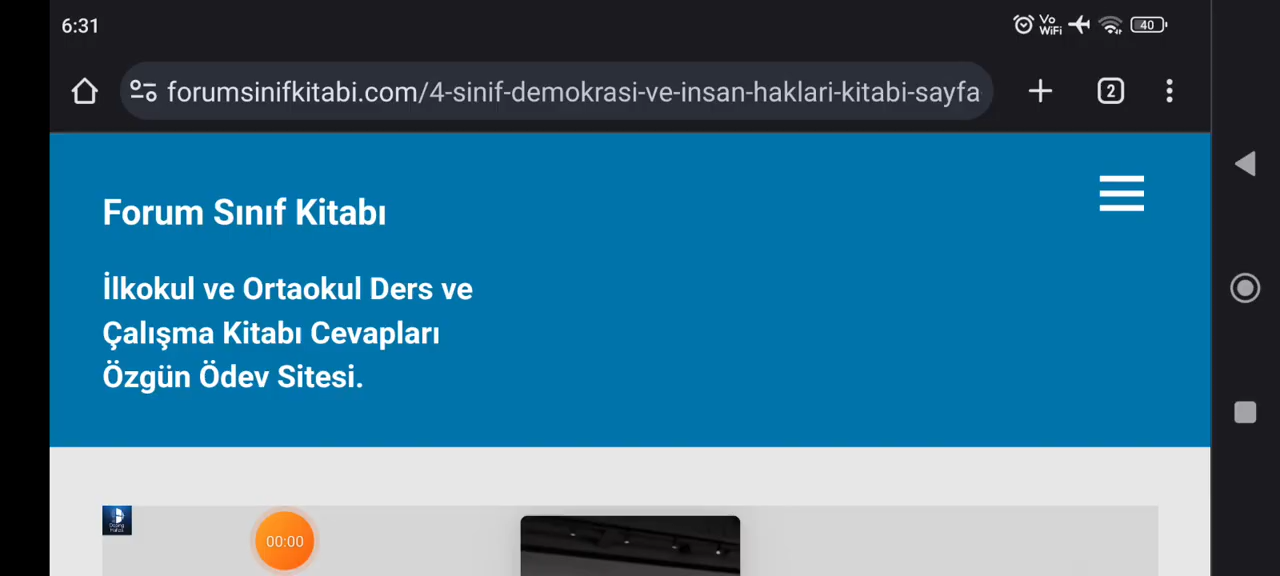 6:31
Vo
WiFi
40
forumsinifkitabi.com/4-sinif-demokrasi-ve-insan-haklari-kitabi-sayfa
2
Forum Sınıf Kitabı
İlkokul ve Ortaokul Ders ve
Çalışma Kitabı Cevapları
Özgün Ödev Sitesi.
00:00